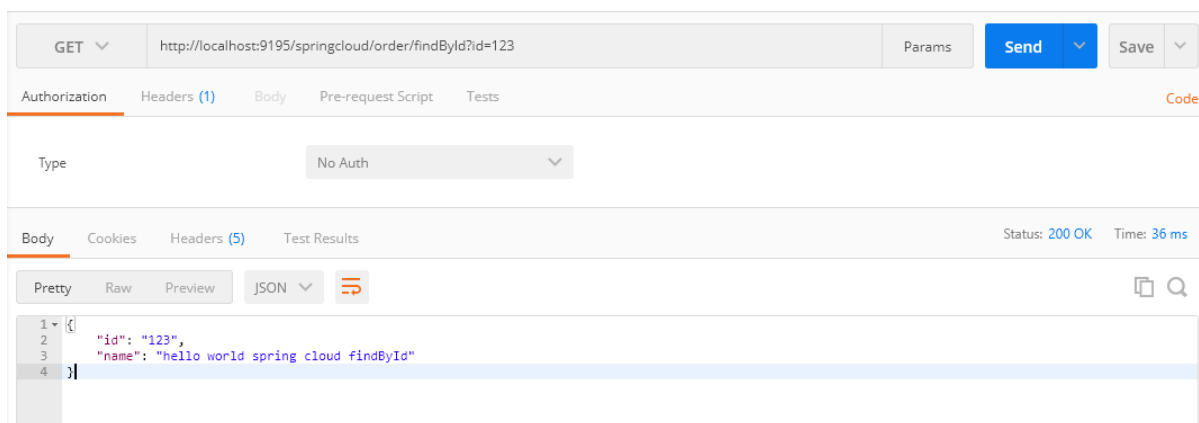 GET http://localhost:9195/springcloud/order/findById?id=123 Params Send Save
Authorization Headers (1) Body Pre-request Script Tests Code
Type No Auth
Body Cookies Headers (5) Test Results Status: 200 OK Time: 36 ms
Pretty Raw Preview JSON
1 {
2 "id": "123",
3 "name": "hello world spring cloud findById"
4 }